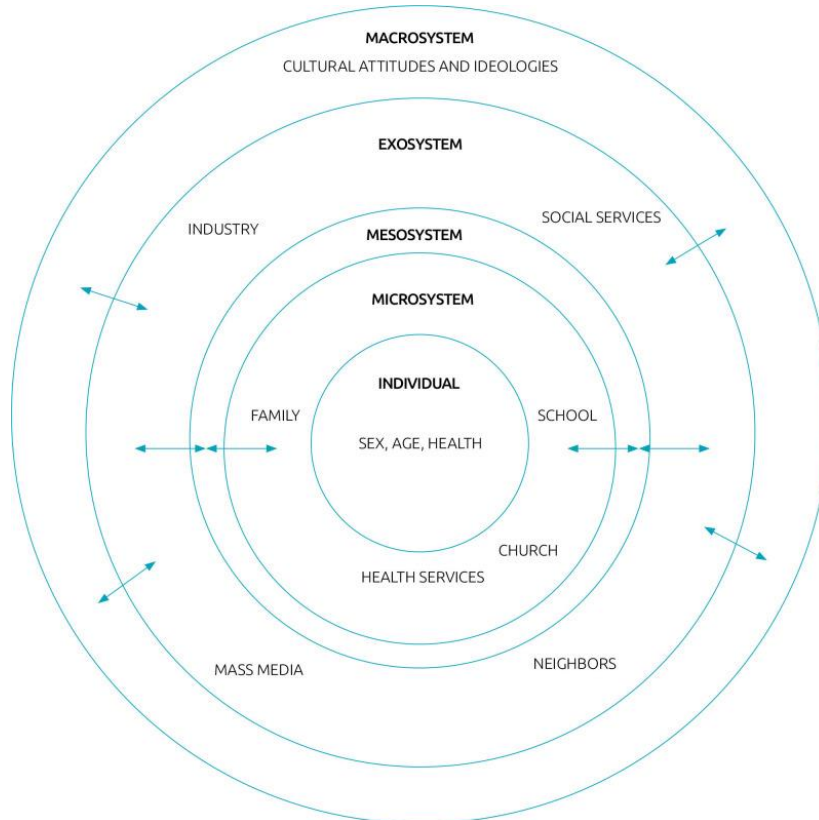 MACROSYSTEM
CULTURAL ATTITUDES AND IDEOLOGIES
EXOSYSTEM
SOCIAL SERVICES
INDUSTRY
MESOSYSTEM
MICROSYSTEM
INDIVIDUAL
FAMILY
SCHOOL
SEX, AGE, HEALTH
CHURCH
HEALTH SERVICES
NEIGHBORS
MASS MEDIA